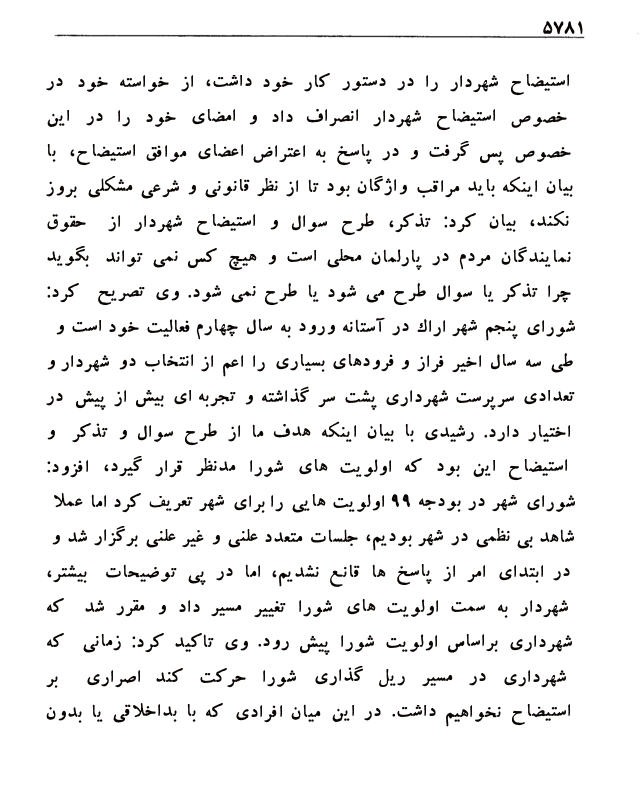 ۵۷۸۱
استیضاح شهردار را در دستور کار خود داشت، از خواسته خود در
خصوص استیضاح شهردار انصراف داد و امضای خود را در این
خصوص پس گرفت و در پاسخ به اعتراض اعضای موافق استیضاح، با
بیان اینکه باید مراقب واژگان بود تا از نظر قانونی و شرعی مشکلی بروز
نکند، بیان کرد: تذکر، طرح سوال و استیضاح شهردار از حقوق
نمایندگان مردم در پارلمان محلی است و هیچ کس نمی تواند بگوید
چرا تذکر یا سوال طرح می شود یا طرح نمی شود. وی تصریح کرد:
شورای پنجم شهر اراك در آستانه ورود به سال چهارم فعالیت خود است و
طی سه سال اخیر فراز و فرودهای بسیاری را اعم از انتخاب دو شهردار و
تعدادی سرپرست شهرداری پشت سر گذاشته و تجربه ای بیش از پیش در
اختیار دارد. رشیدی با بیان اینکه هدف ما از طرح سوال و تذکر و
استیضاح این بود که اولویت های شورا مدنظر قرار گیرد، افزود:
شورای شهر در بودجه ۹۹ اولویت هایی را برای شهر تعریف کرد اما عملا
شاهد بی نظمی در شهر بودیم، جلسات متعدد علنی و غیر علنی برگزار شد و
در ابتدای امر از پاسخ ها قانع نشدیم، اما در پی توضیحات بیشتر،
شهردار به سمت اولویت های شورا تغییر مسیر داد و مقرر شد که
شهرداری براساس اولویت شورا پیش رود. وی تاکید کرد: زمانی که
شهرداری در مسیر ریل گذاری شورا حرکت کند اصراری بر
استیضاح نخواهیم داشت. در این میان افرادی که با بداخلاقی یا بدون